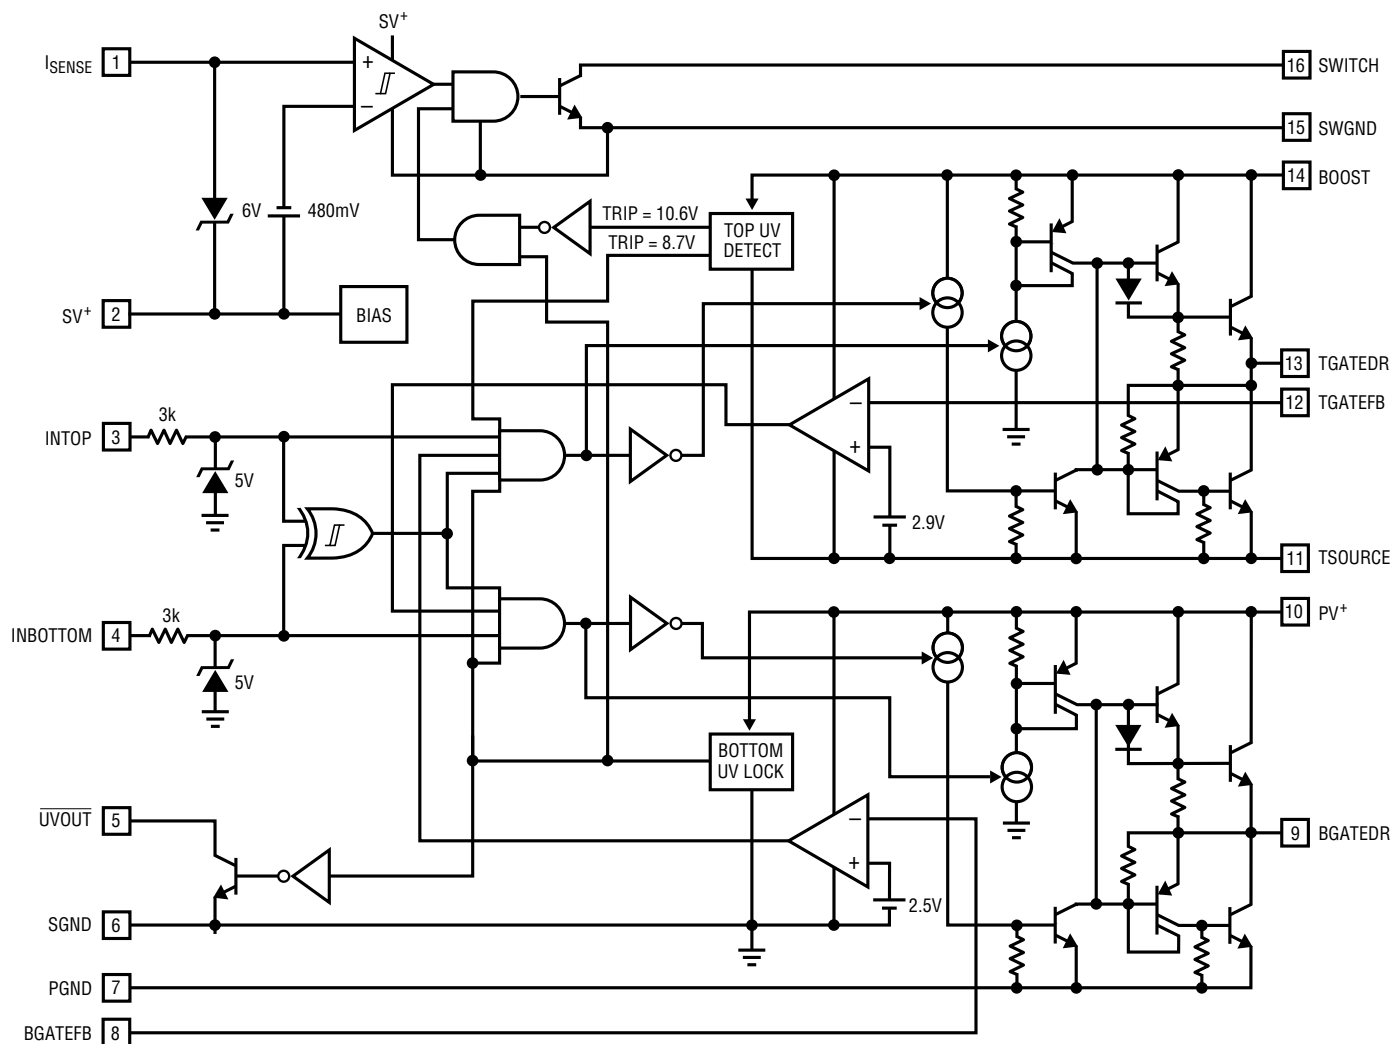 SV+
ISENSE 1
16 SWITCH
15 SWGND
14 BOOST
6V
480mV
TRIP = 10.6V
TRIP = 8.7V
TOP UV
DETECT
SV+ 2
BIAS
+
−
13 TGATEDR
12 TGATEFB
INTOP 3
3k
5V
−
+
2.9V
11 TSOURCE
10 PV+
INBOTTOM 4
3k
5V
BOTTOM
UV LOCK
UVOUT 5
−
+
2.5V
9 BGATEDR
SGND 6
PGND 7
BGATEFB 8